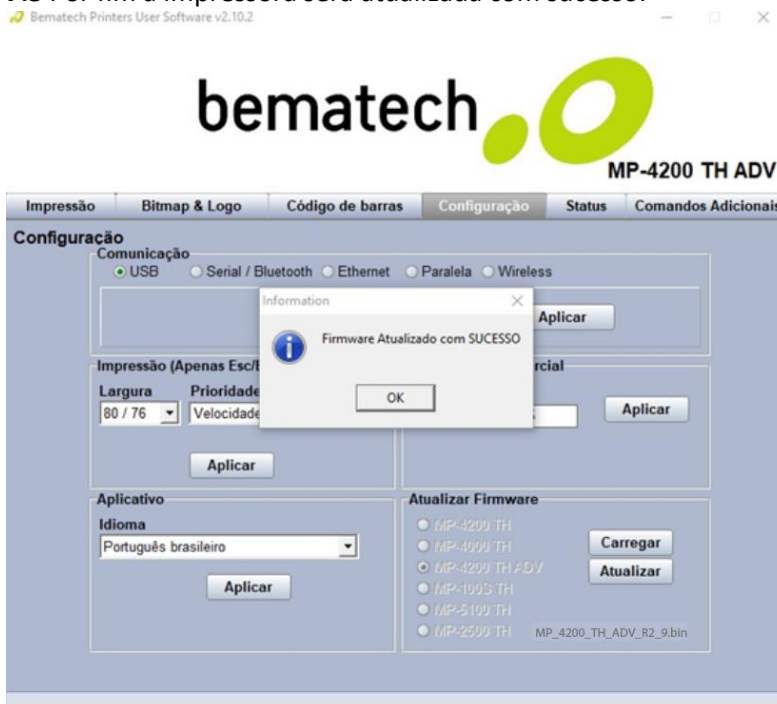 Por fim a impressora será atualizada com sucesso.
Bematech Printers User Software v2.10.2
bematech
MP-4200 TH ADV
Impressão Bitmap & Logo Código de barras Configuração Status Comandos Adicionais
Configuração
Comunicação
USB Serial / Bluetooth Ethernet Paralela Wireless
Information
Aplicar
Firmware Atualizado com SUCESSO
Impressão (Apenas Esc/
rcial
Largura Prioridade
OK
80 / 76 Velocidade
Aplicar
Aplicar
Aplicativo
Atualizar Firmware
Idioma
MP-4200 TH
Português brasileiro
MP-4000 TH
Carregar
MP-4200 TH ADV
Atualizar
Aplicar
MP-100S TH
MP-5100 TH
MP-2500 TH MP_4200_TH_ADV_R2_9.bin